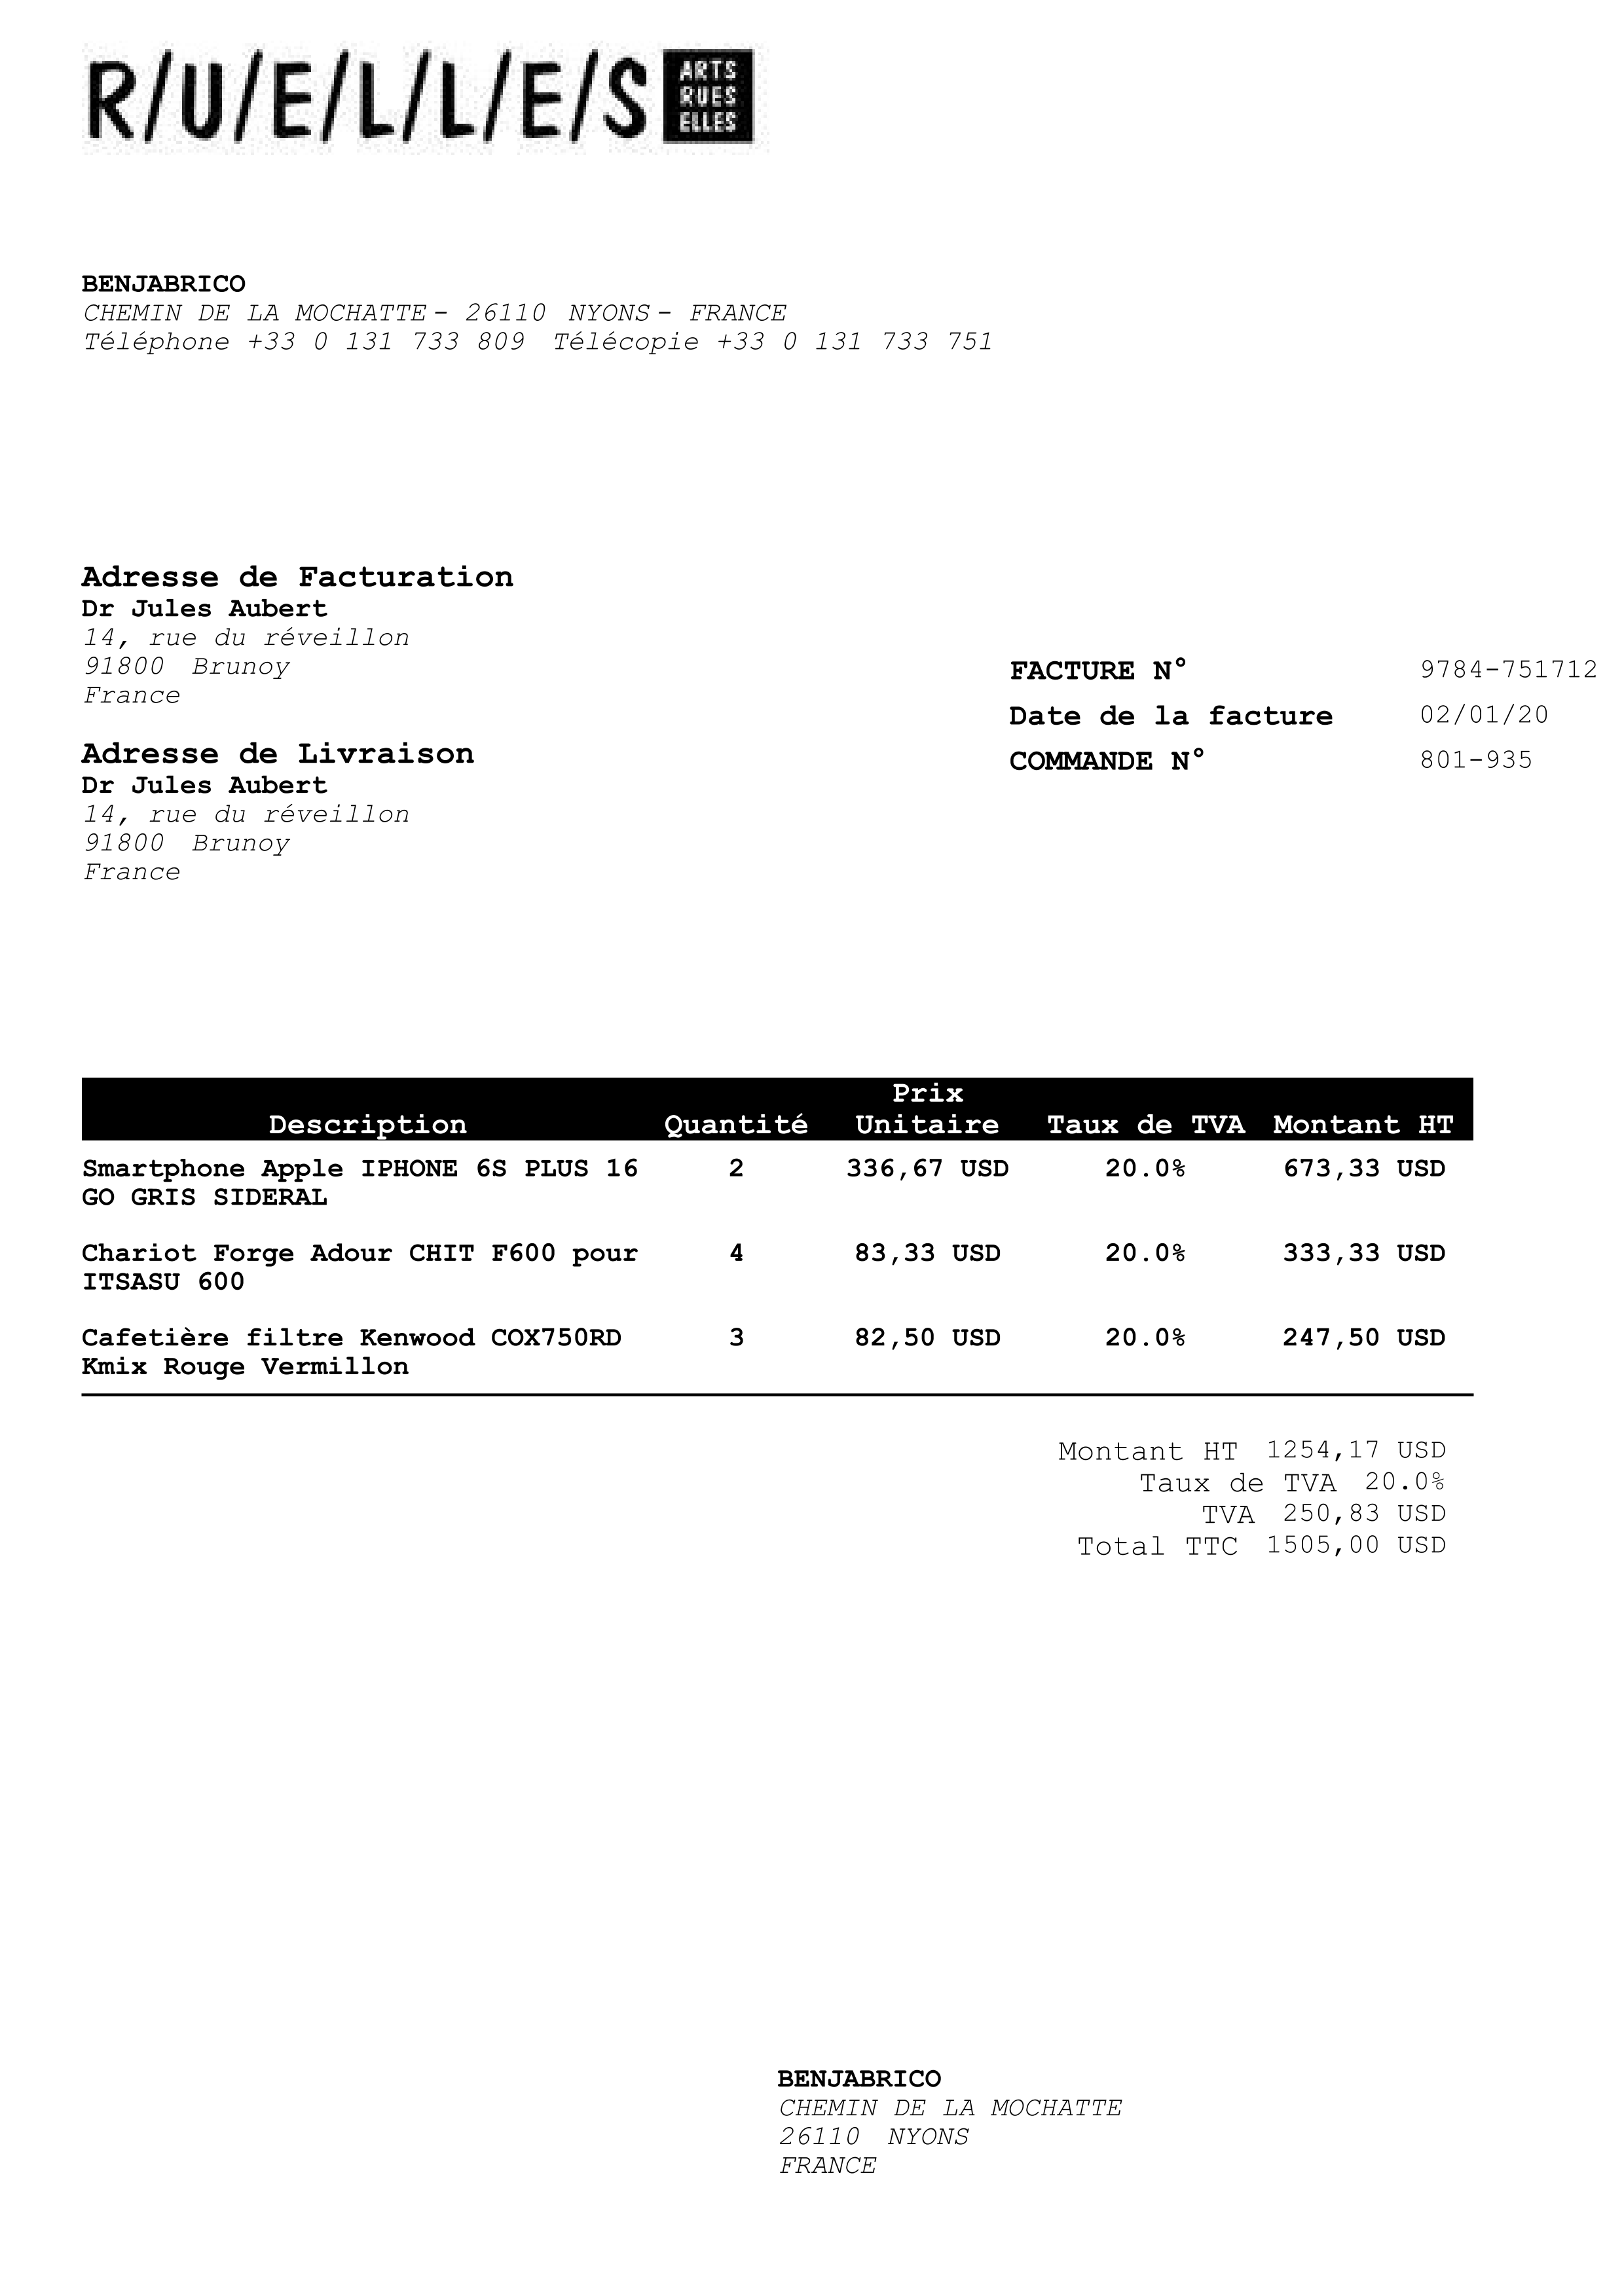 R/U/E/L/L/E/S ARTS
RUES
ELLES
BENJABRICO
CHEMIN DE LA MOCHATTE - 26110 NYONS - FRANCE
Téléphone +33 0 131 733 809 Télécopie +33 0 131 733 751
Adresse de Facturation
Dr Jules Aubert
14, rue du réveillon
91800 Brunoy
France
FACTURE N° 9784-751712
Date de la facture 02/01/20
COMMANDE N° 801-935
Adresse de Livraison
Dr Jules Aubert
14, rue du réveillon
91800 Brunoy
France
Prix
Description Quantité Unitaire Taux de TVA Montant HT
Smartphone Apple IPHONE 6S PLUS 16 2 336,67 USD 20.0% 673,33 USD
GO GRIS SIDERAL
Chariot Forge Adour CHIT F600 pour 4 83,33 USD 20.0% 333,33 USD
ITSASU 600
Cafetière filtre Kenwood COX750RD 3 82,50 USD 20.0% 247,50 USD
Kmix Rouge Vermillon
Montant HT 1254,17 USD
Taux de TVA 20.0%
TVA 250,83 USD
Total TTC 1505,00 USD
BENJABRICO
CHEMIN DE LA MOCHATTE
26110 NYONS
FRANCE